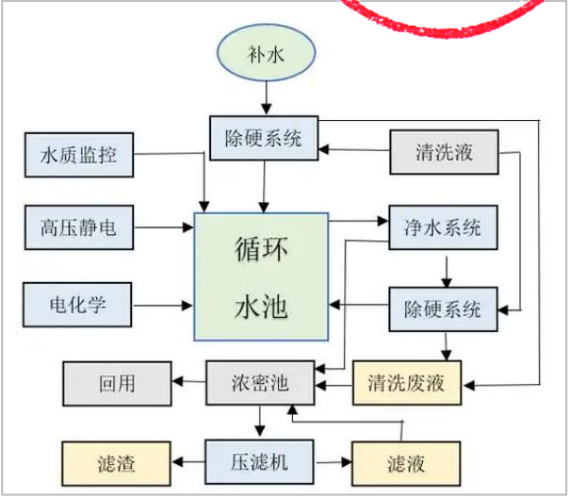 补水
除硬系统
水质监控
清洗液
高压静电
循环
水池
净水系统
电化学
除硬系统
回用
浓密池
清洗废液
滤渣
压滤机
滤液